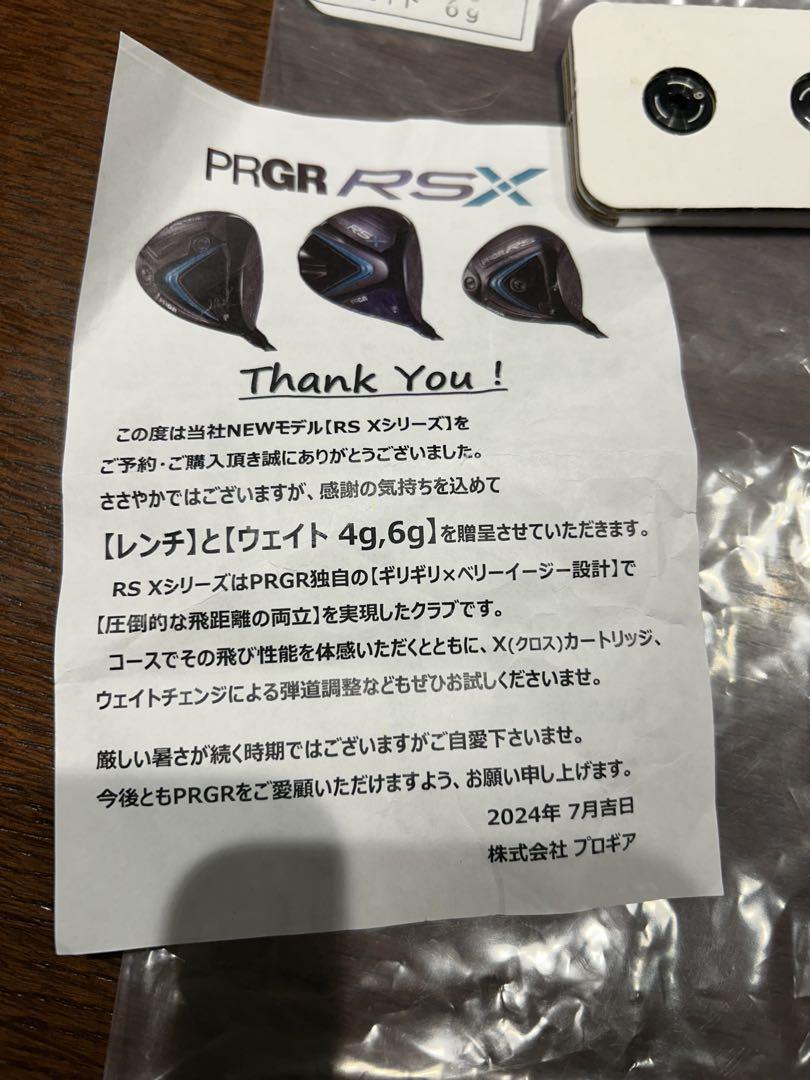 6g
PRGR RSX
RSX
PRGR
PRGR RS
PRGR
Thank You !
この度は当社NEWモデル【RS Xシリーズ】を
ご予約・ご購入頂き誠にありがとうございました。
ささやかではございますが、感謝の気持ちを込めて
【レンチ】と【ウェイト 4g,6g】を贈呈させていただきます。
RS XシリーズはPRGR独自の【ギリギリ×ベリーイージー設計】で
【圧倒的な飛距離の両立】を実現したクラブです。
コースでその飛び性能を体感いただくとともに、X(クロス)カートリッジ、
ウェイトチェンジによる弾道調整などもぜひお試しくださいませ。
厳しい暑さが続く時期ではございますがご自愛下さいませ。
今後ともPRGRをご愛顧いただけますよう、お願い申し上げます。
2024年 7月吉日
株式会社 プロギア